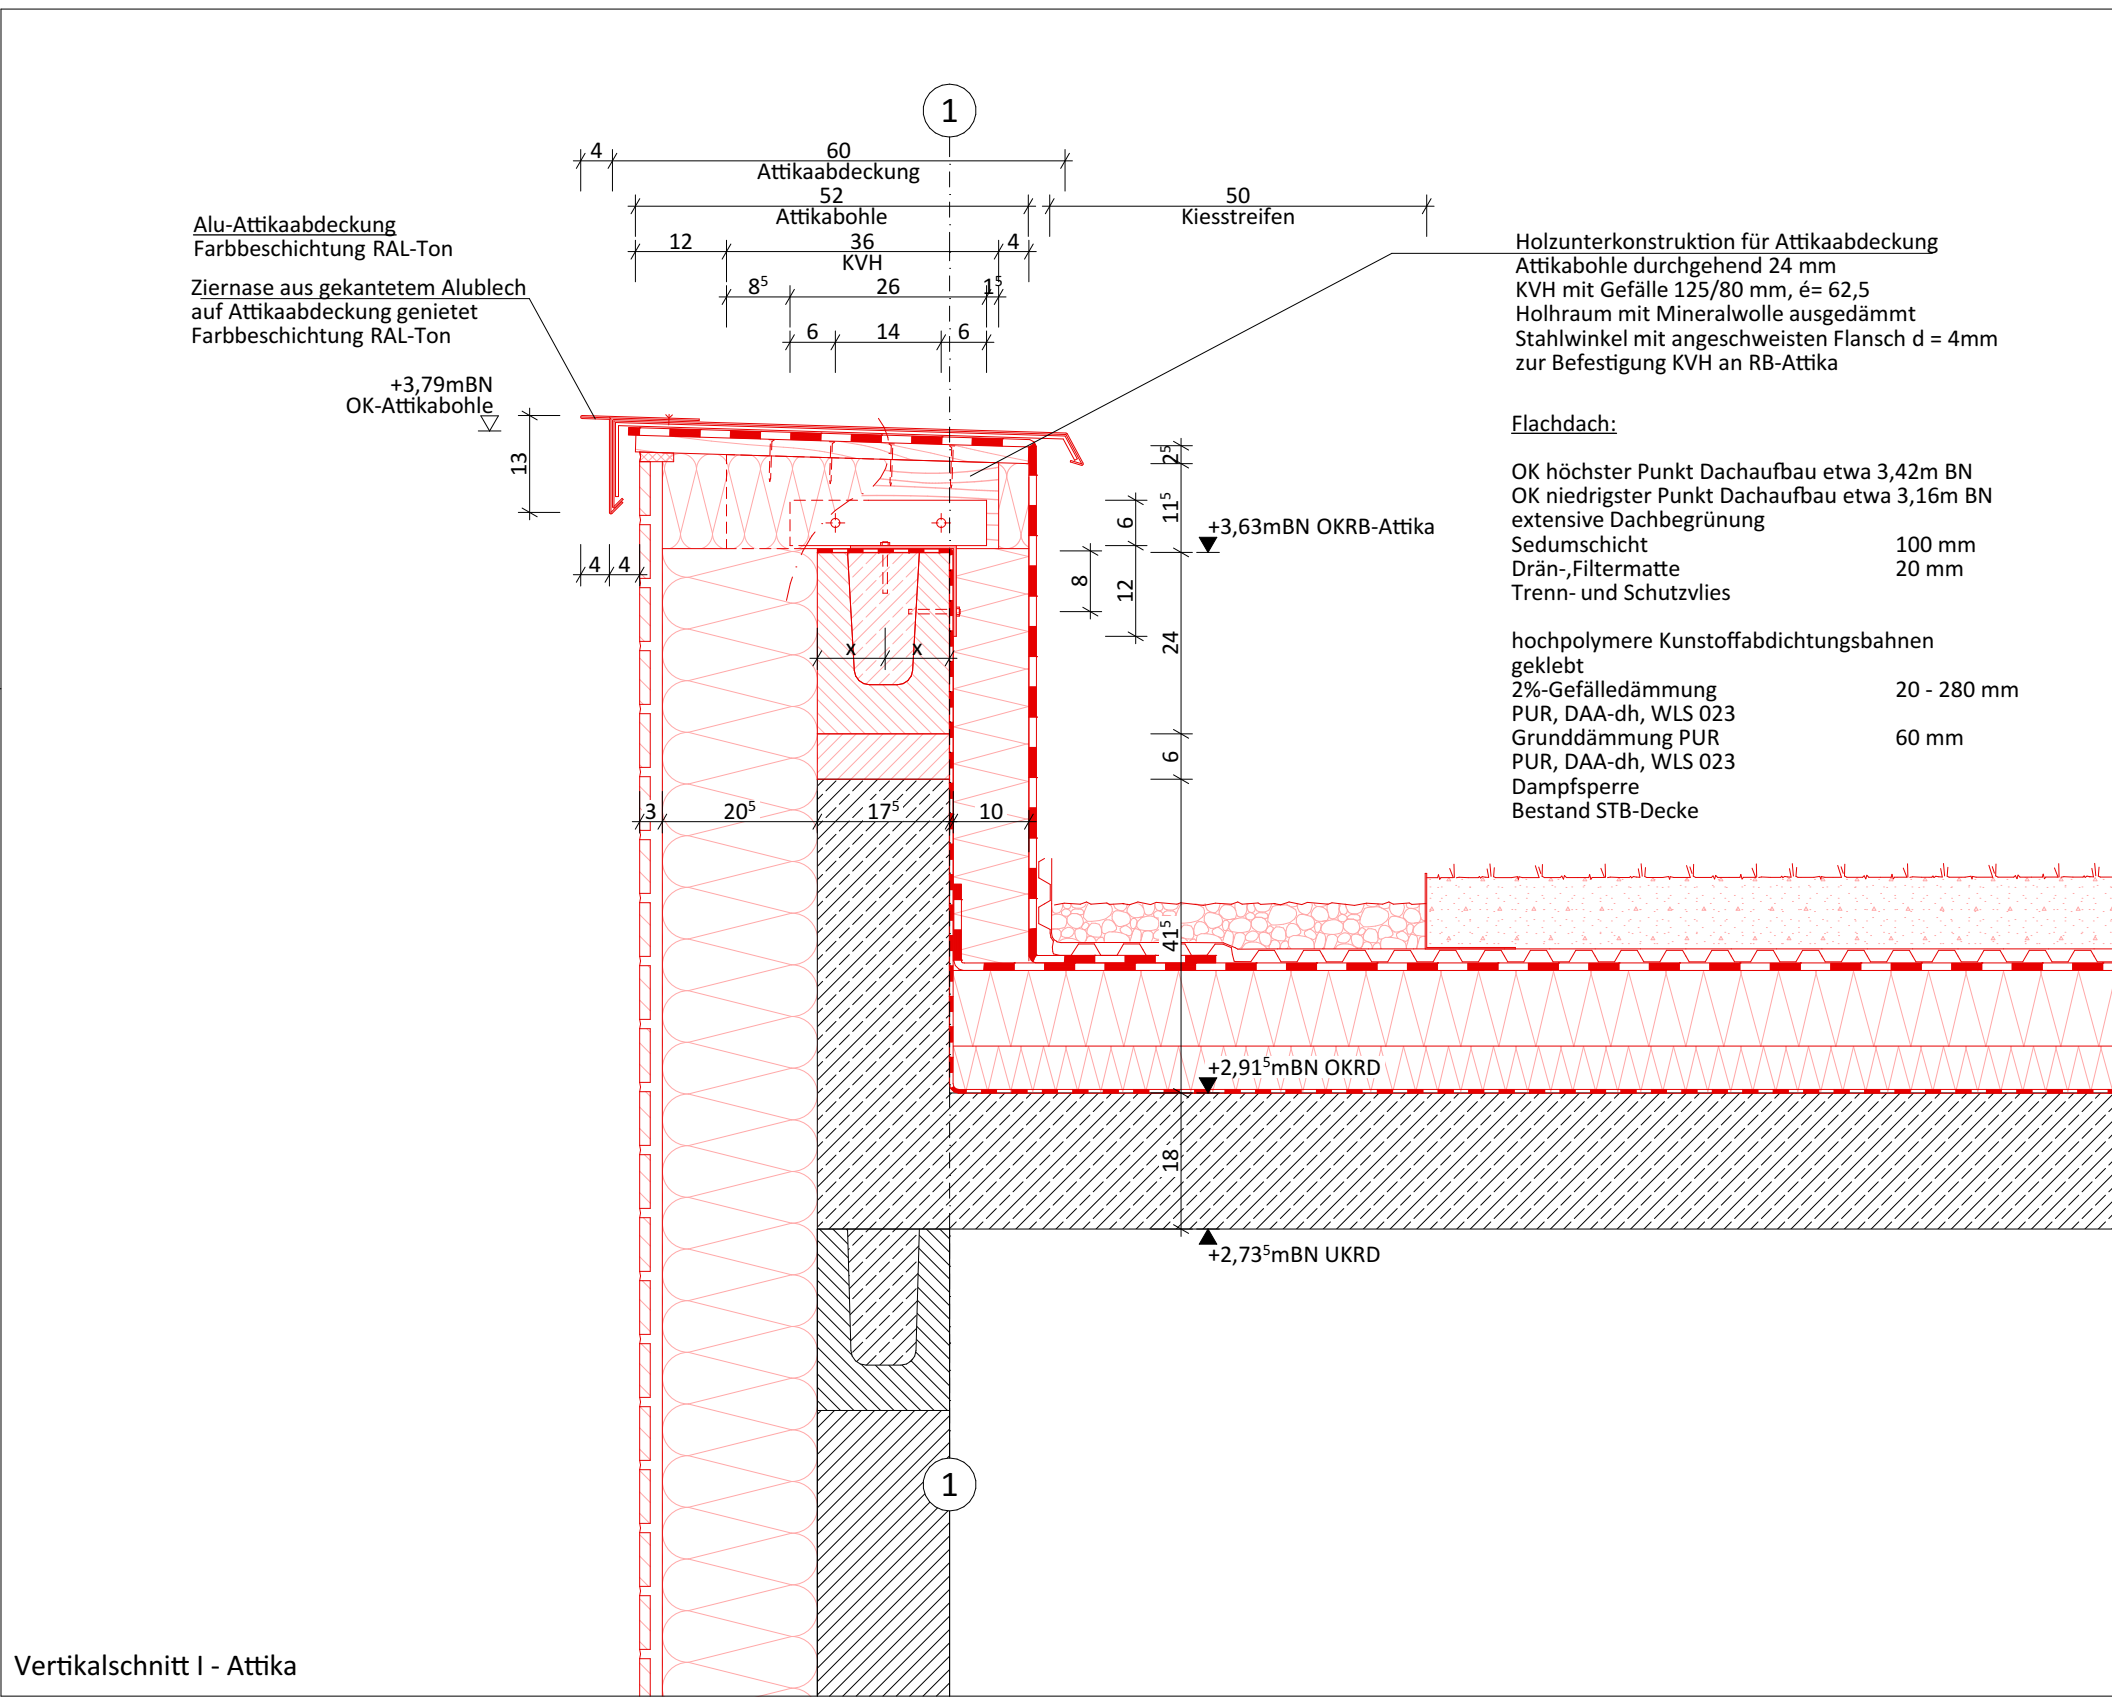 1
4 60
Attikaabdeckung
52
Attikabohle
50
Kiesstreifen
12 36 4
KVH
8⁵ 26 1⁵
6 14 6
Alu-Attikaabdeckung
Farbbeschichtung RAL-Ton
Ziernase aus gekantetem Alublech
auf Attikaabdeckung genietet
Farbbeschichtung RAL-Ton
+3,79mBN
OK-Attikabohle
13
4 4
Holzunterkonstruktion für Attikaabdeckung
Attikabohle durchgehend 24 mm
KVH mit Gefälle 125/80 mm, é= 62,5
Holhraum mit Mineralwolle ausgedämmt
Stahlwinkel mit angeschweisten Flansch d = 4mm
zur Befestigung KVH an RB-Attika
Flachdach:
OK höchster Punkt Dachaufbau etwa 3,42m BN
OK niedrigster Punkt Dachaufbau etwa 3,16m BN
extensive Dachbegrünung
Sedumschicht 100 mm
Drän-,Filtermatte 20 mm
Trenn- und Schutzvlies
hochpolymere Kunstoffabdichtungsbahnen
geklebt
2%-Gefälledämmung 20 - 280 mm
PUR, DAA-dh, WLS 023
Grunddämmung PUR 60 mm
PUR, DAA-dh, WLS 023
Dampfsperre
Bestand STB-Decke
2⁵
11⁵
6
+3,63mBN OKRB-Attika
8
12
24
x x
6
3 20⁵ 17⁵ 10
41⁵
+2,91⁵mBN OKRD
18
+2,73⁵mBN UKRD
1
Vertikalschnitt I - Attika